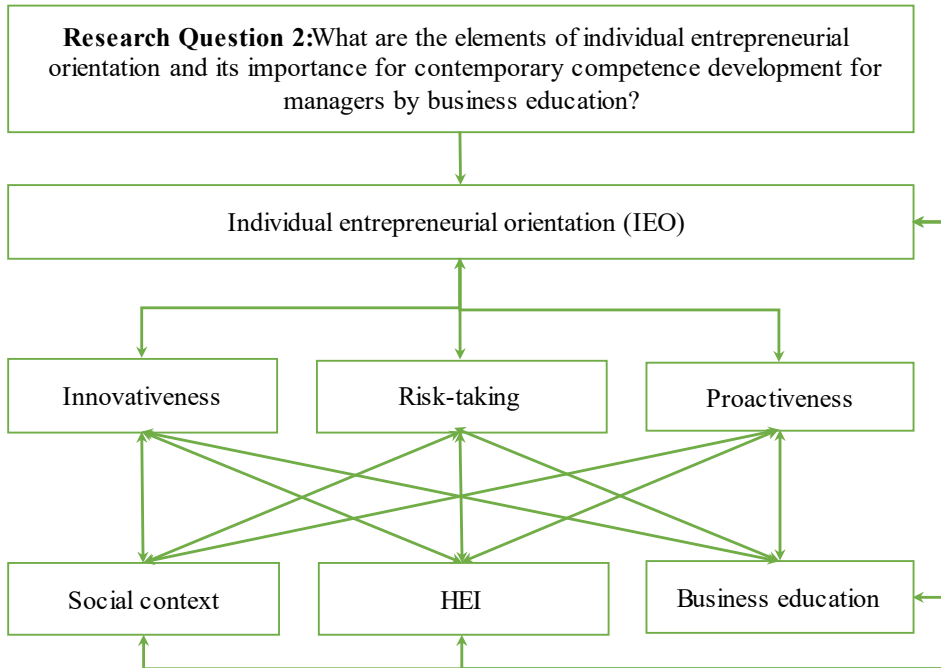 Research Question 2:What are the elements of individual entrepreneurial
orientation and its importance for contemporary competence development for
managers by business education?
Individual entrepreneurial orientation (IEO)
Innovativeness
Risk-taking
Proactiveness
Social context
HEI
Business education